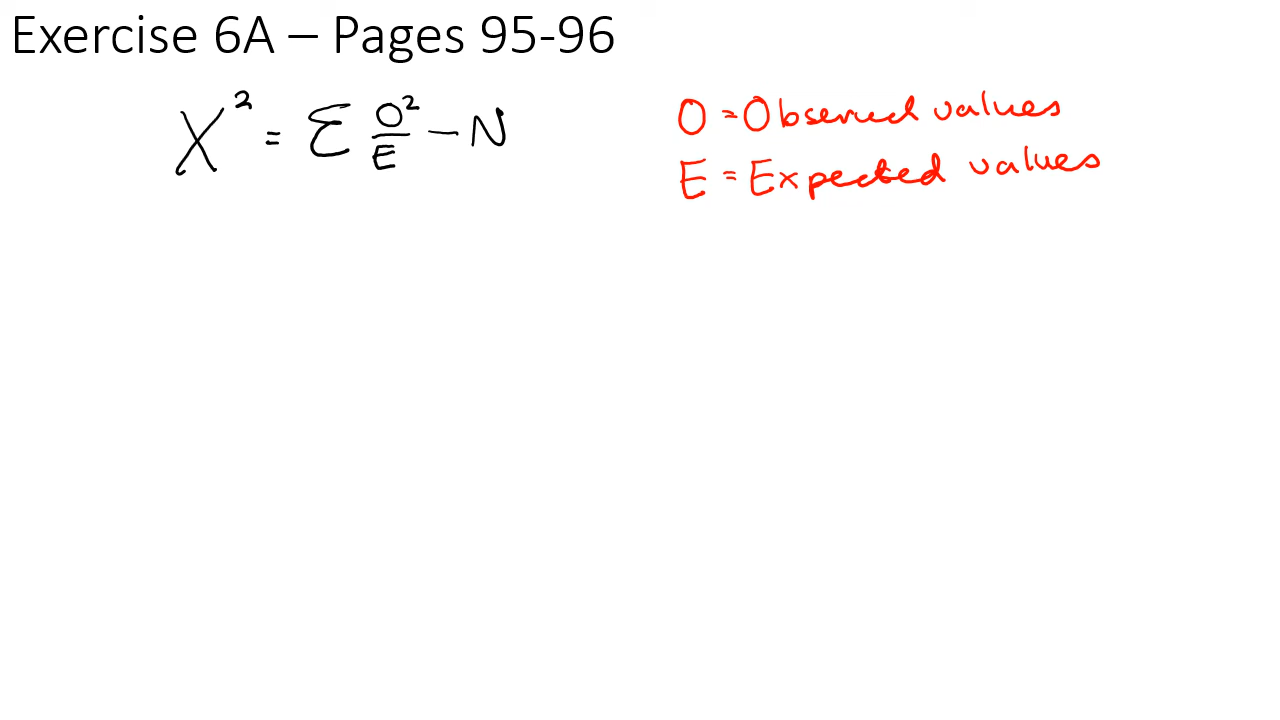 Exercise 6A – Pages 95-96
X² = Σ O²/E − N
O = Observed values
E = Expected values